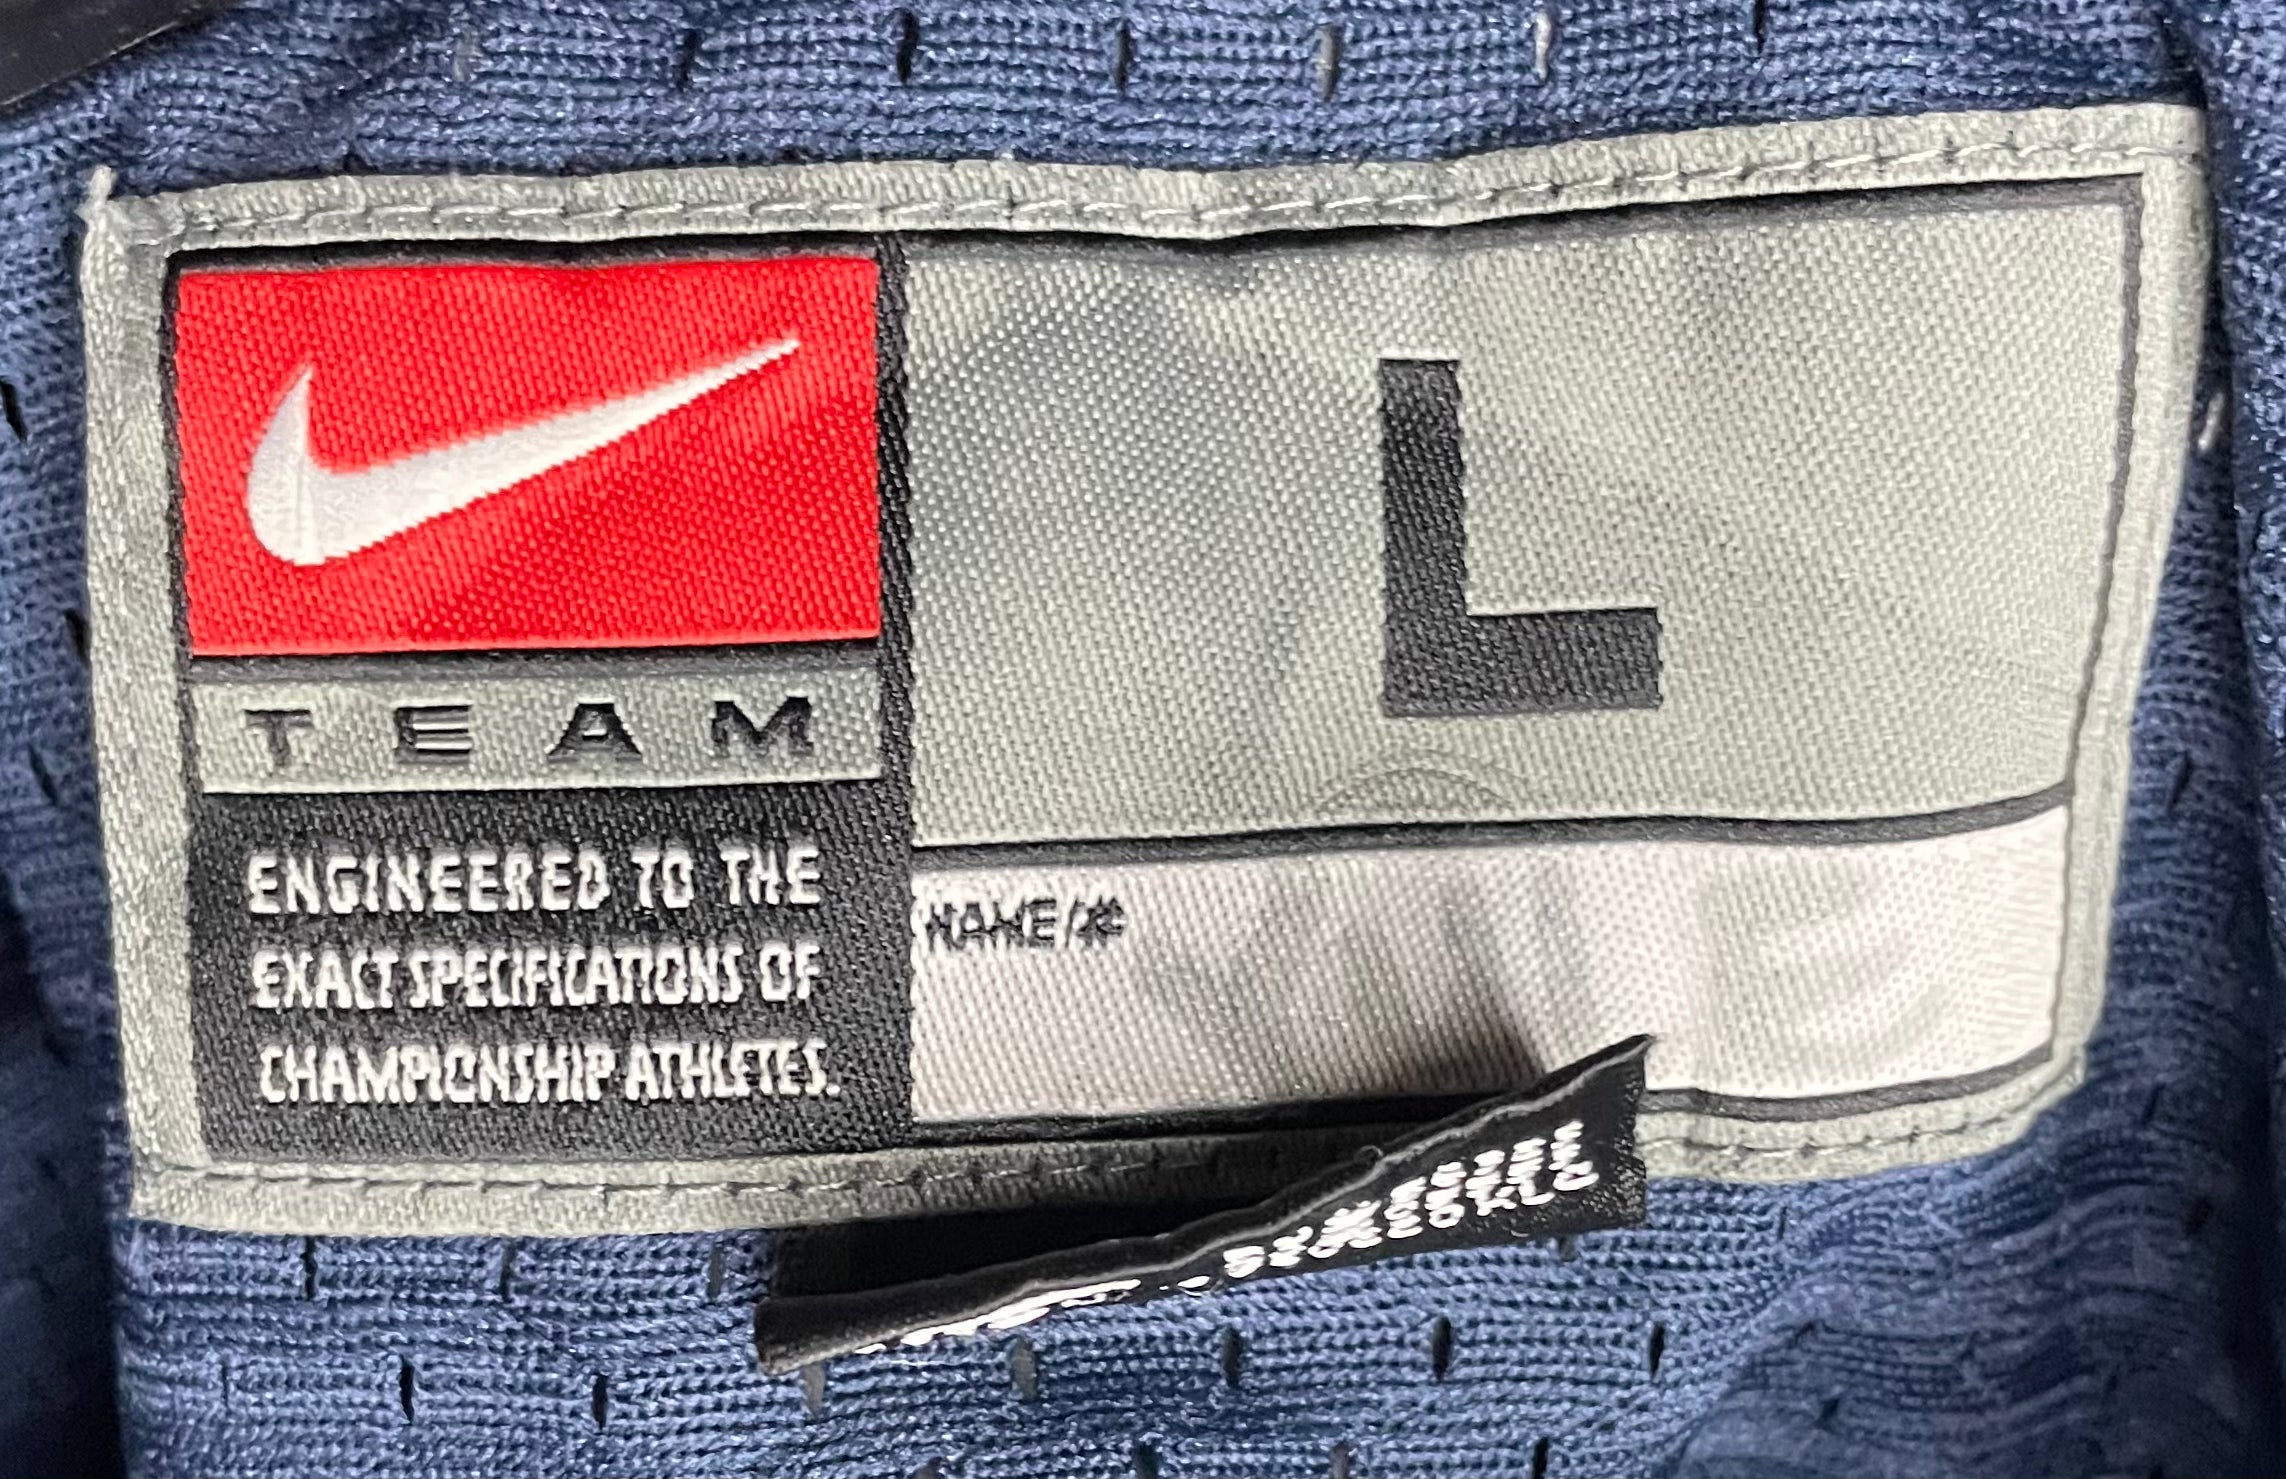 L
TEAM
ENGINEERED TO THE
EXACT SPECIFICATIONS OF
CHAMPIONSHIP ATHLETES.
NAME/#